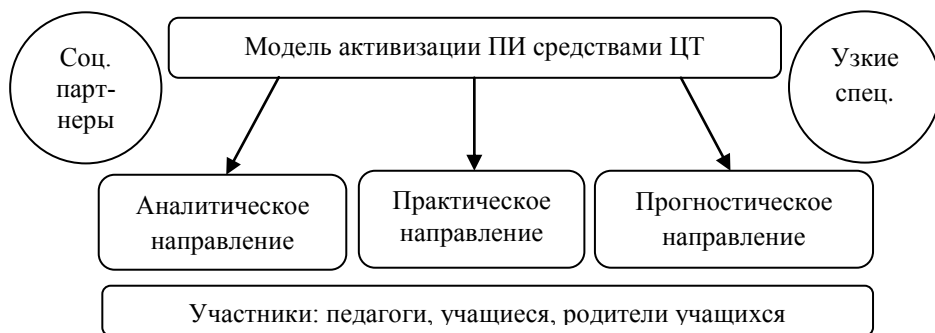 Модель активизации ПИ средствами ЦТ
Соц.
парт-
неры
Узкие
спец.
Аналитическое
направление
Практическое
направление
Прогностическое
направление
Участники: педагоги, учащиеся, родители учащихся